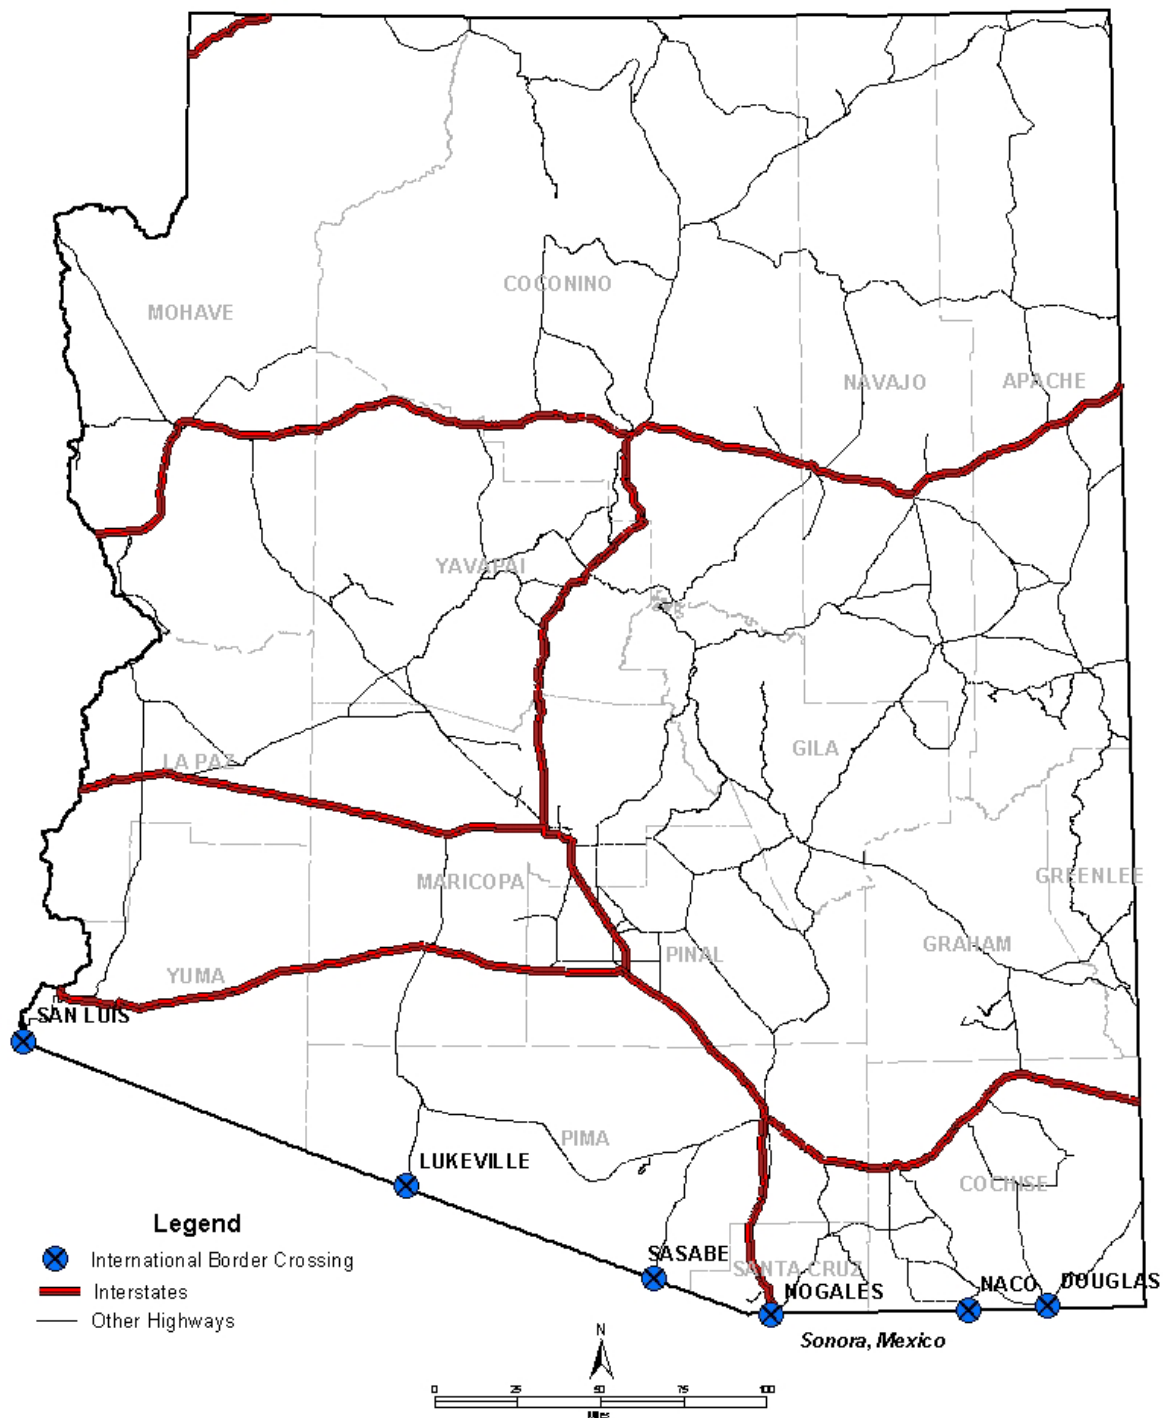 COCONINO
MOHAVE
NAVAJO
APACHE
YAVAPAI
GILA
LA PAZ
MARICOPA
GREENLEE
GRAHAM
PINAL
YUMA
SAN LUIS
PIMA
LUKEVILLE
COCHISE
Legend
International Border Crossing
SASABE
SANTA CRUZ
NACO
DOUGLAS
Interstates
NOGALES
Other Highways
Sonora, Mexico
N
0 25 50 75 100
Miles